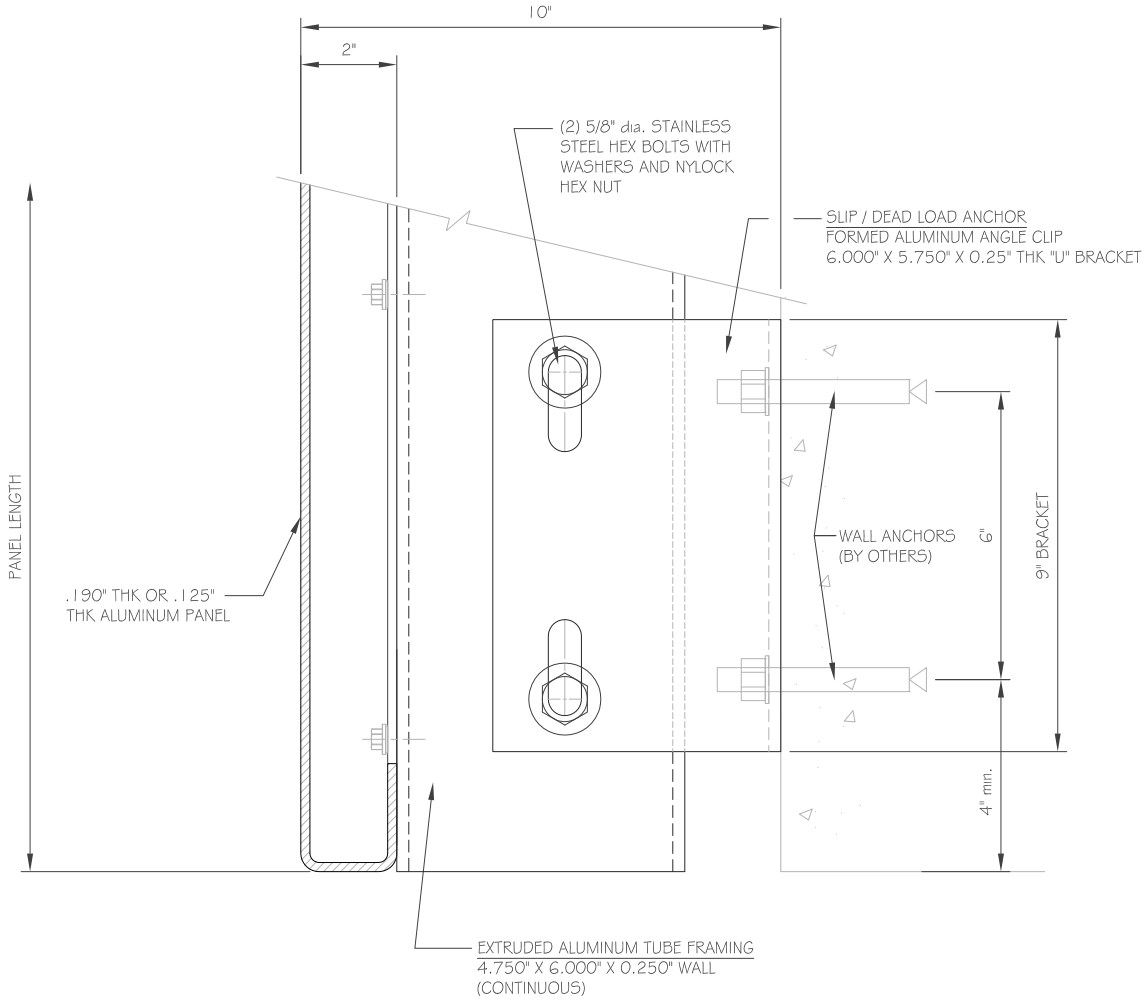 10"
2"
(2) 5/8" dia. STAINLESS
STEEL HEX BOLTS WITH
WASHERS AND NYLOCK
HEX NUT
SLIP / DEAD LOAD ANCHOR
FORMED ALUMINUM ANGLE CLIP
6.000" X 5.750" X 0.25" THK "U" BRACKET
PANEL LENGTH
.190" THK OR .125"
THK ALUMINUM PANEL
WALL ANCHORS
(BY OTHERS)
6"
9" BRACKET
4" min.
EXTRUDED ALUMINUM TUBE FRAMING
4.750" X 6.000" X 0.250" WALL
(CONTINUOUS)